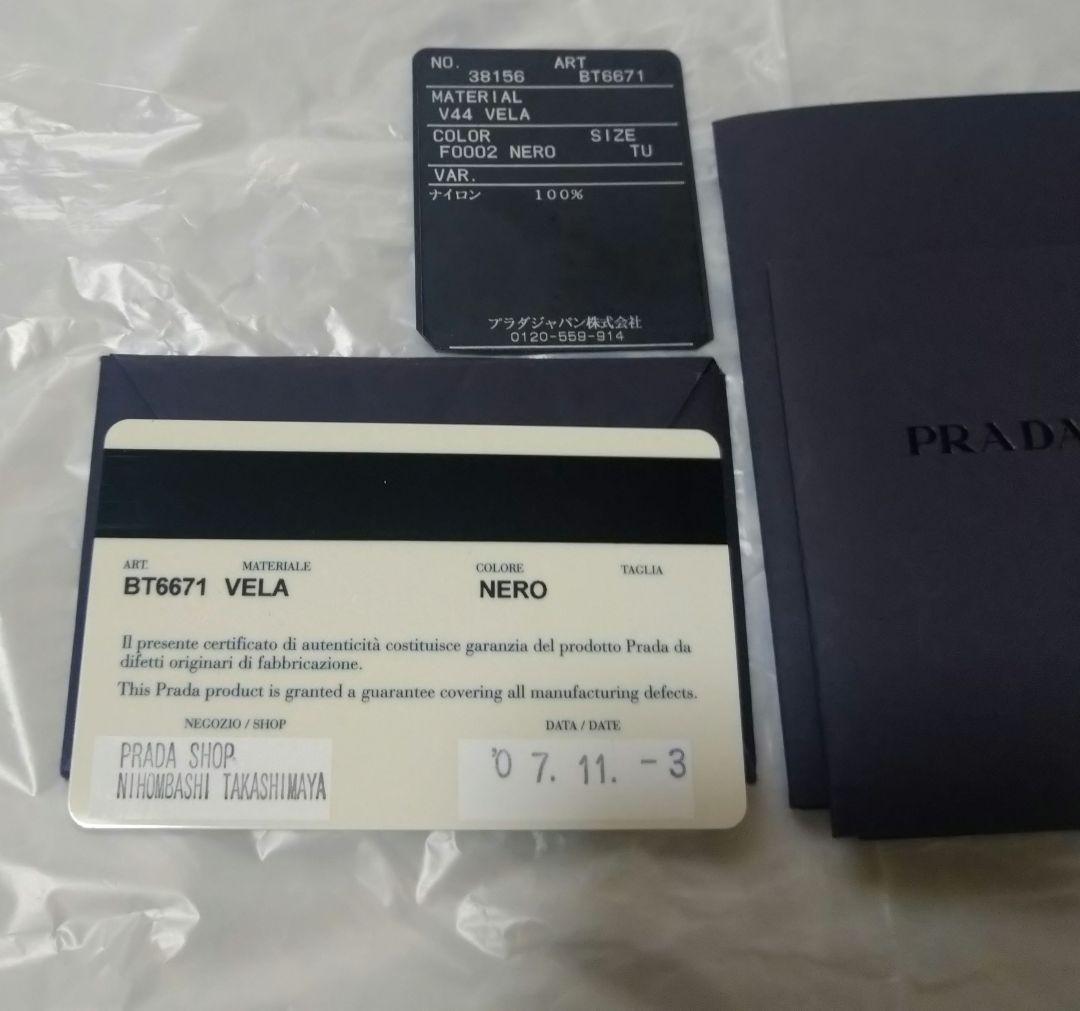 NO. ART
38156 BT6671
MATERIAL
V44 VELA
COLOR SIZE
F0002 NERO TU
VAR.
ナイロン 100%
プラダジャパン株式会社
0120-559-914
PRADA
ART. MATERIALE COLORE TAGLIA
BT6671 VELA NERO
Il presente certificato di autenticità costituisce garanzia del prodotto Prada da
difetti originari di fabbricazione.
This Prada product is granted a guarantee covering all manufacturing defects.
NEGOZIO / SHOP DATA / DATE
PRADA SHOP
NIHOMBASHI TAKASHIMAYA
'0 7. 11. -3